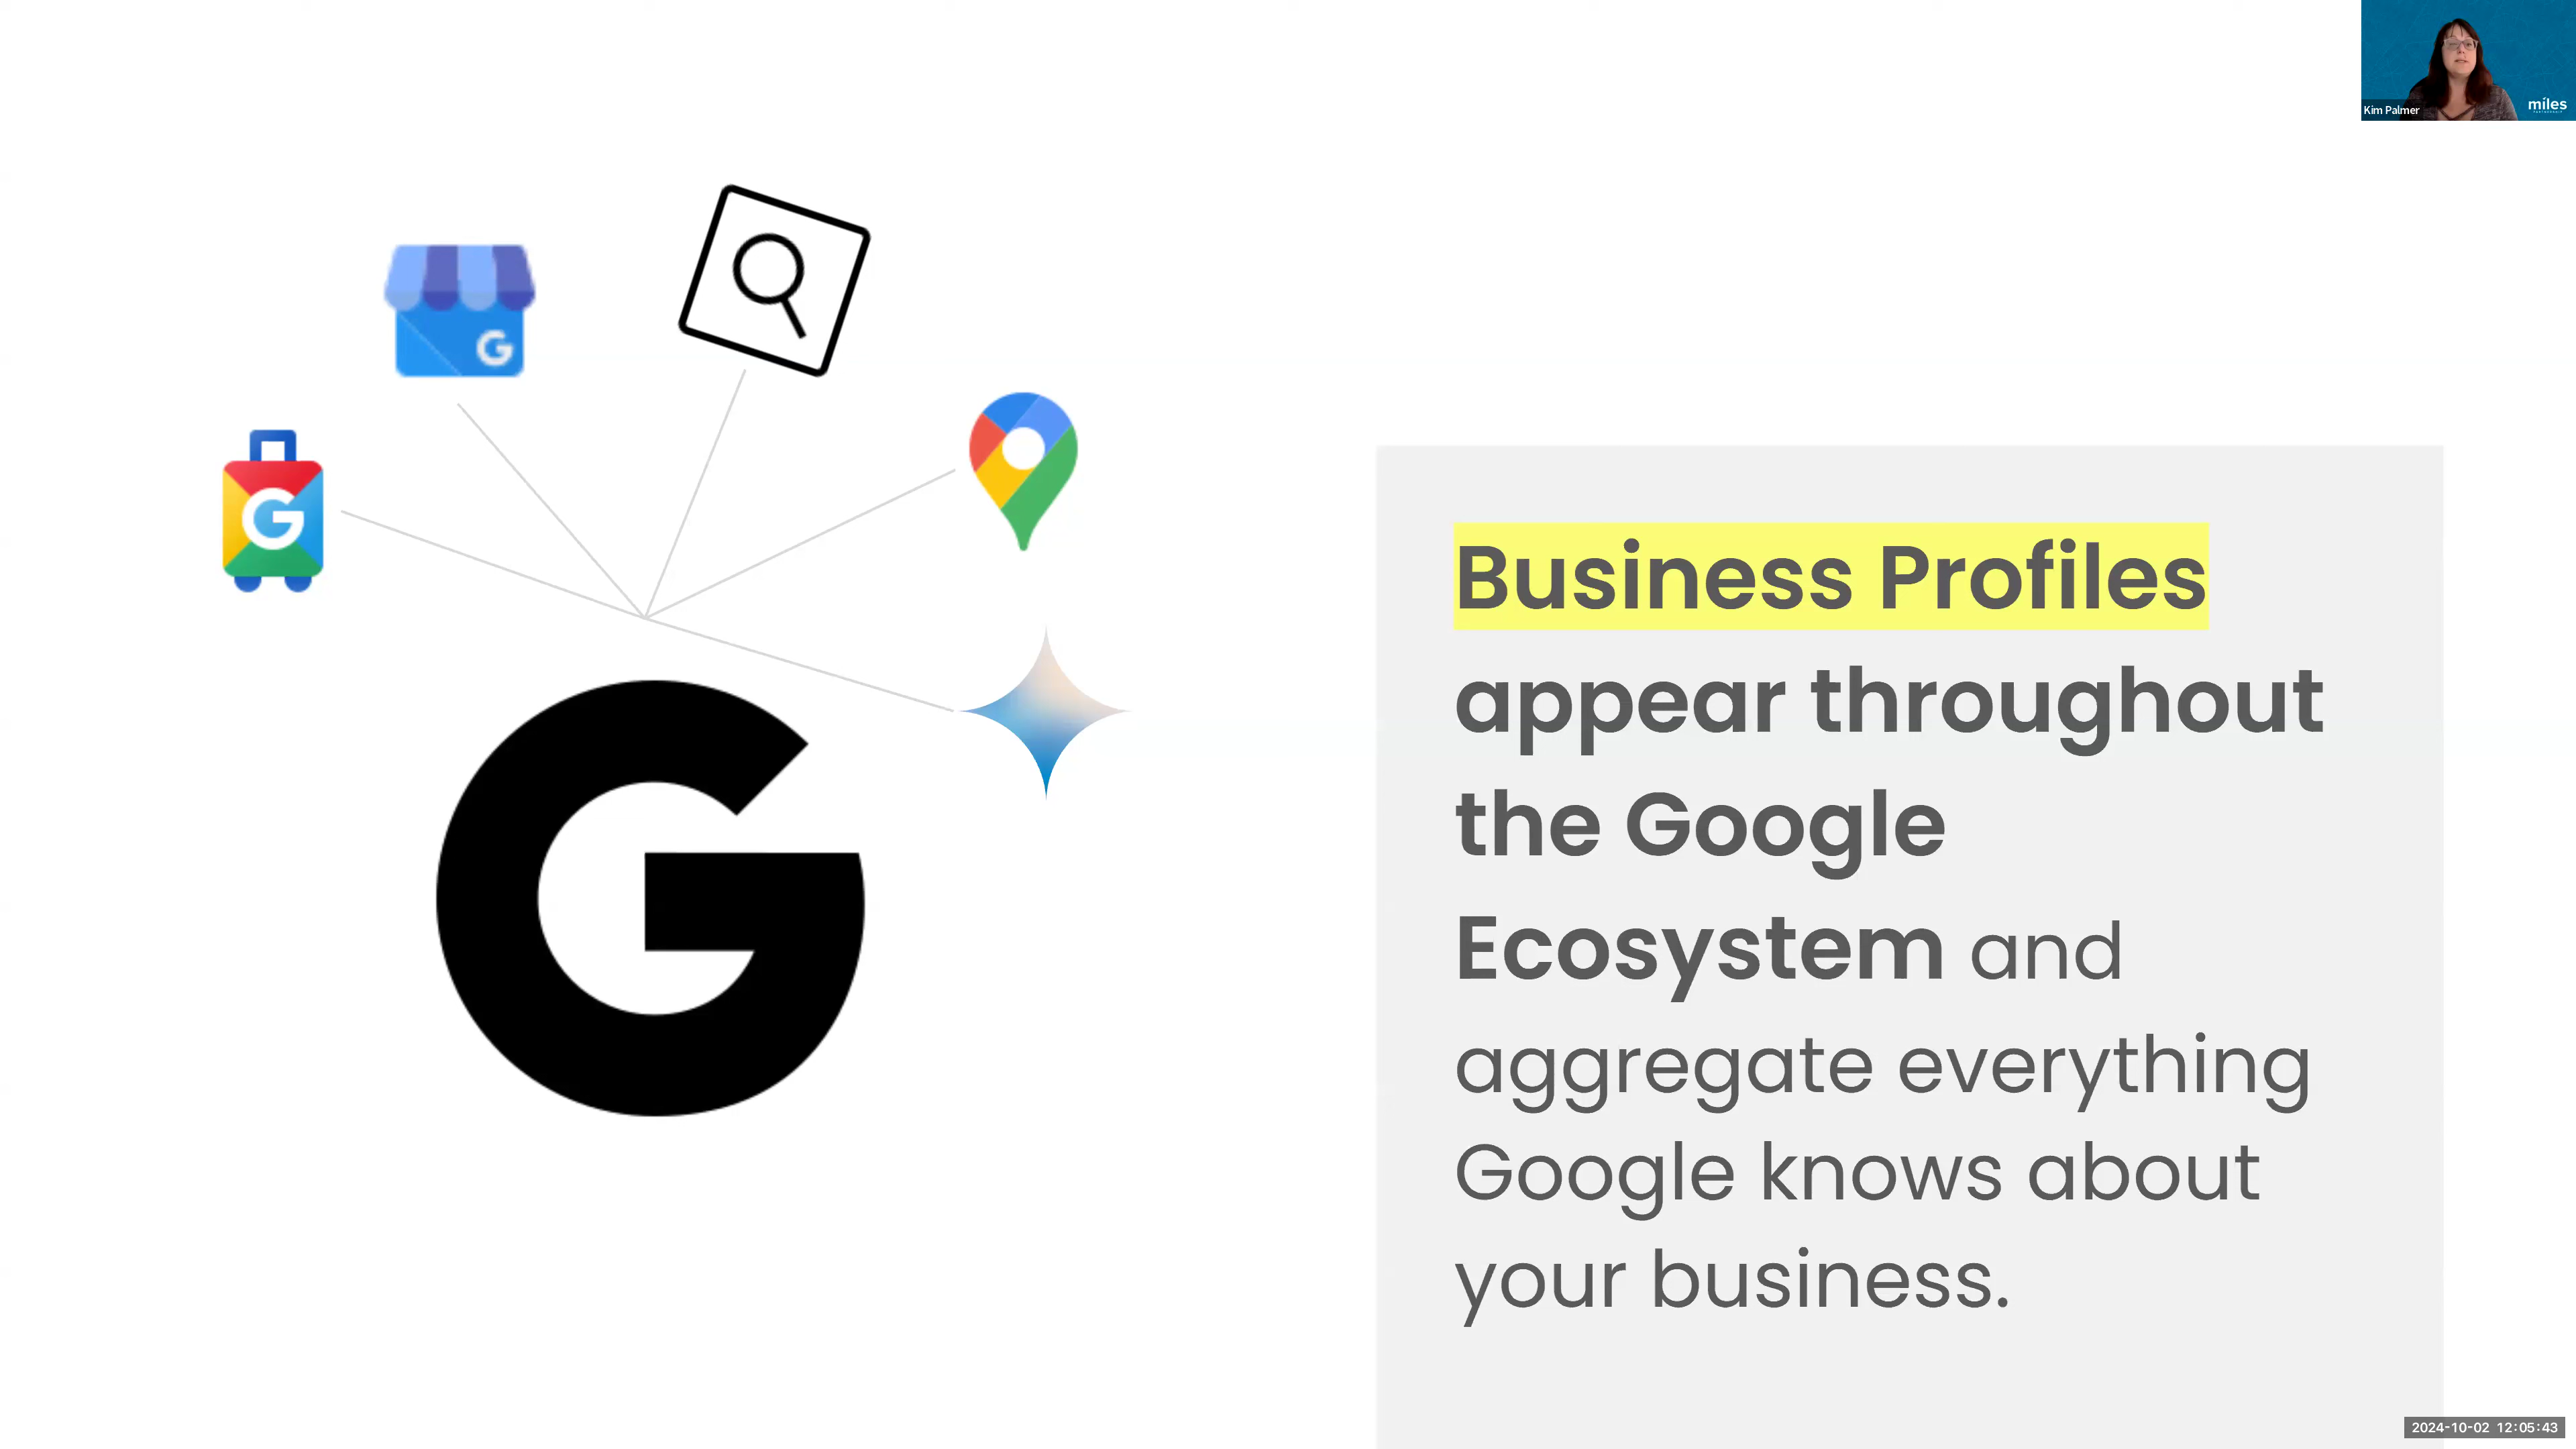 Kim Palmer
miles
PARTNERSHIP
G
G
G
Business Profiles
appear throughout
the Google
Ecosystem and
aggregate everything
Google knows about
your business.
2024-10-02 12:05:43